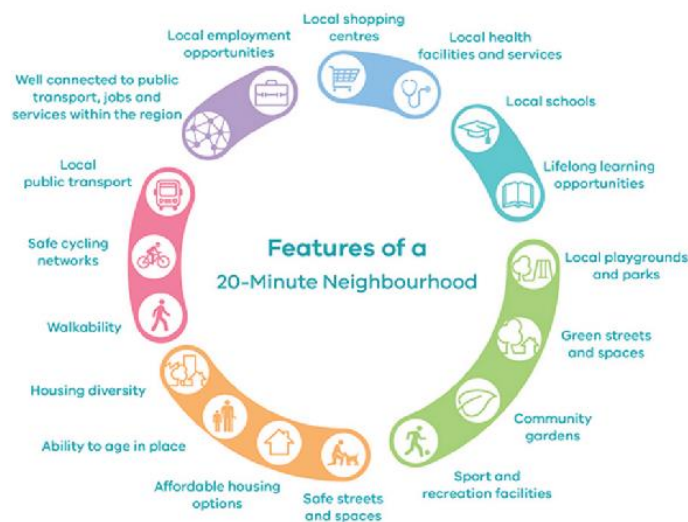 Features of a
20-Minute Neighbourhood
Local shopping
centres
Local health
facilities and services
Local schools
Lifelong learning
opportunities
Local playgrounds
and parks
Green streets
and spaces
Community
gardens
Sport and
recreation facilities
Safe streets
and spaces
Affordable housing
options
Ability to age in place
Housing diversity
Walkability
Safe cycling
networks
Local
public transport
Well connected to public
transport, jobs and
services within the region
Local employment
opportunities